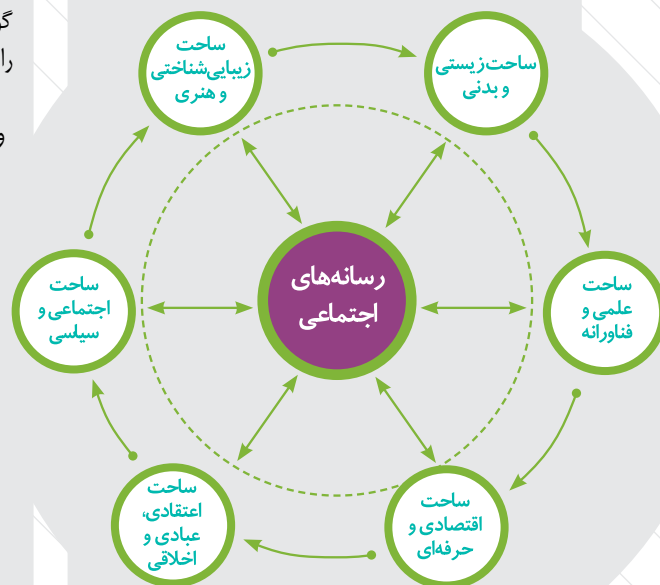 ساحت
زیبایی‌شناختی
و هنری
ساحت زیستی
و بدنی
ساحت
علمی و
فناورانه
ساحت
اقتصادی و
حرفه‌ای
ساحت
اعتقادی،
عبادی و
اخلاقی
ساحت
اجتماعی و
سیاسی
رسانه‌های
اجتماعی
را
و